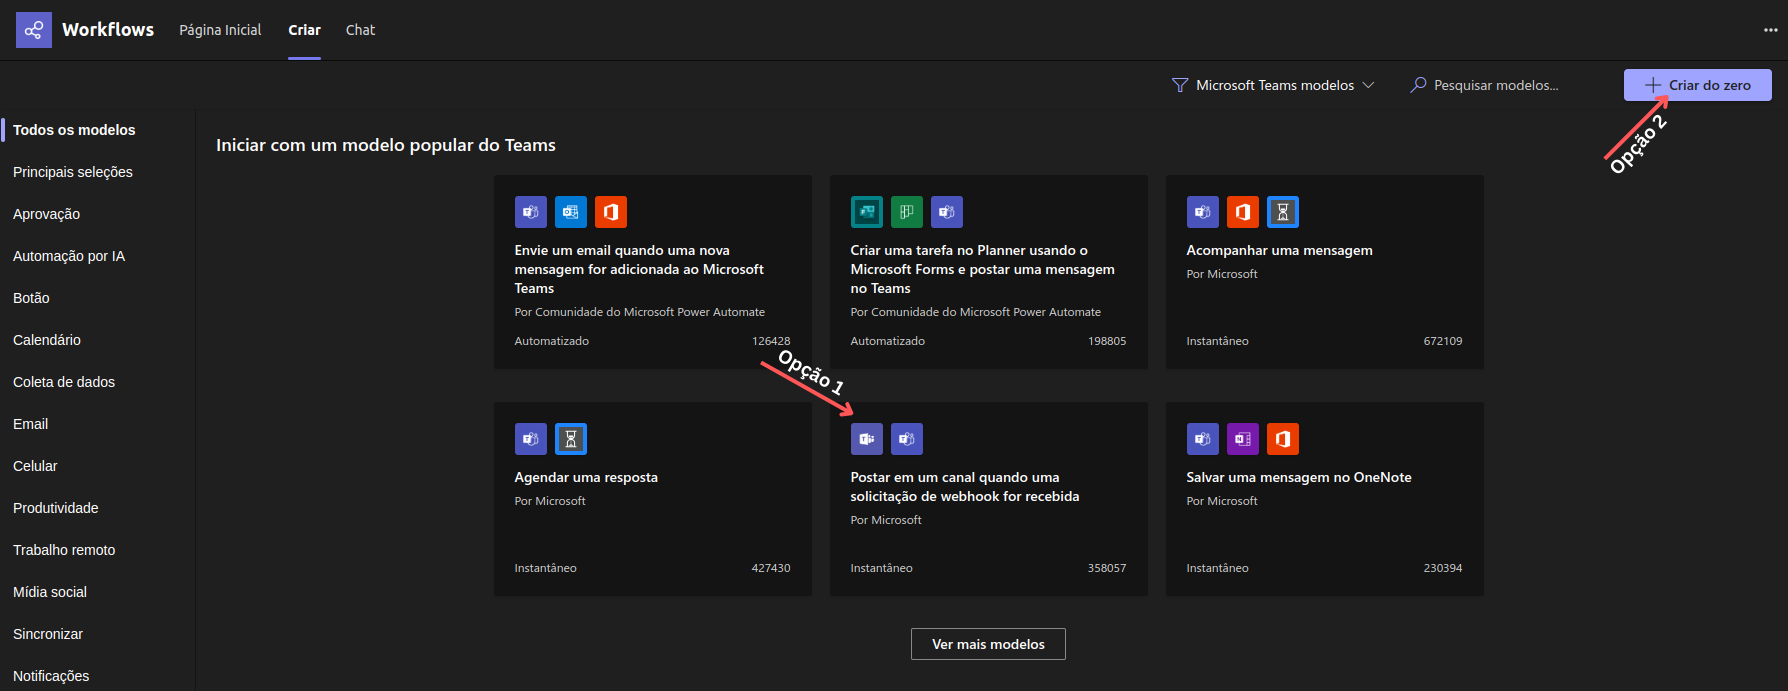 Workflows
Página Inicial
Criar
Chat
Microsoft Teams modelos
Pesquisar modelos...
Criar do zero
Opção 2
Todos os modelos
Principais seleções
Aprovação
Automação por IA
Botão
Calendário
Coleta de dados
Email
Celular
Produtividade
Trabalho remoto
Mídia social
Sincronizar
Notificações
Iniciar com um modelo popular do Teams
Envie um email quando uma nova
mensagem for adicionada ao Microsoft
Teams
Por Comunidade do Microsoft Power Automate
Automatizado
126428
Criar uma tarefa no Planner usando o
Microsoft Forms e postar uma mensagem
no Teams
Por Comunidade do Microsoft Power Automate
Automatizado
198805
Acompanhar uma mensagem
Por Microsoft
Instantâneo
672109
Opção 1
Agendar uma resposta
Por Microsoft
Instantâneo
427430
Postar em um canal quando uma
solicitação de webhook for recebida
Por Microsoft
Instantâneo
358057
Salvar uma mensagem no OneNote
Por Microsoft
Instantâneo
230394
Ver mais modelos